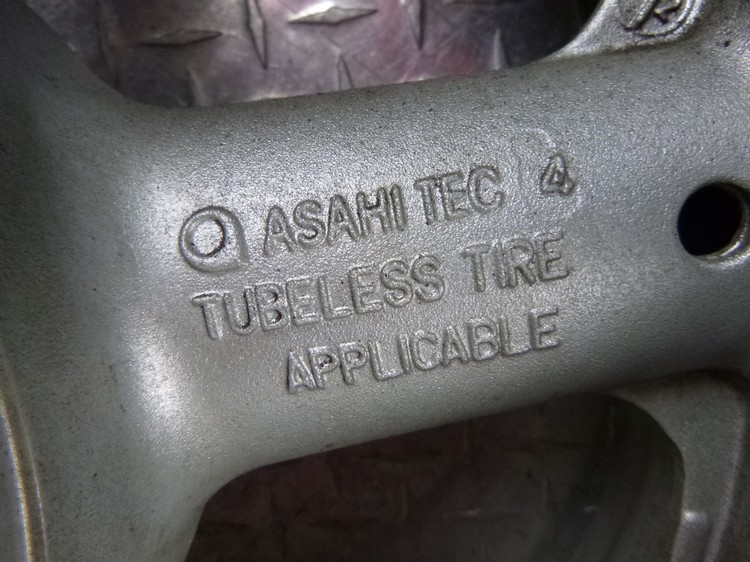 ASAHI TEC 4
TUBELESS TIRE
APPLICABLE